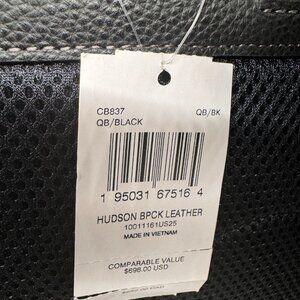 CB837 QB/BK
QB/BLACK
1 95031 67516 4
HUDSON BPCK LEATHER
10011161US25
MADE IN VIETNAM
COMPARABLE VALUE
$698.00 USD